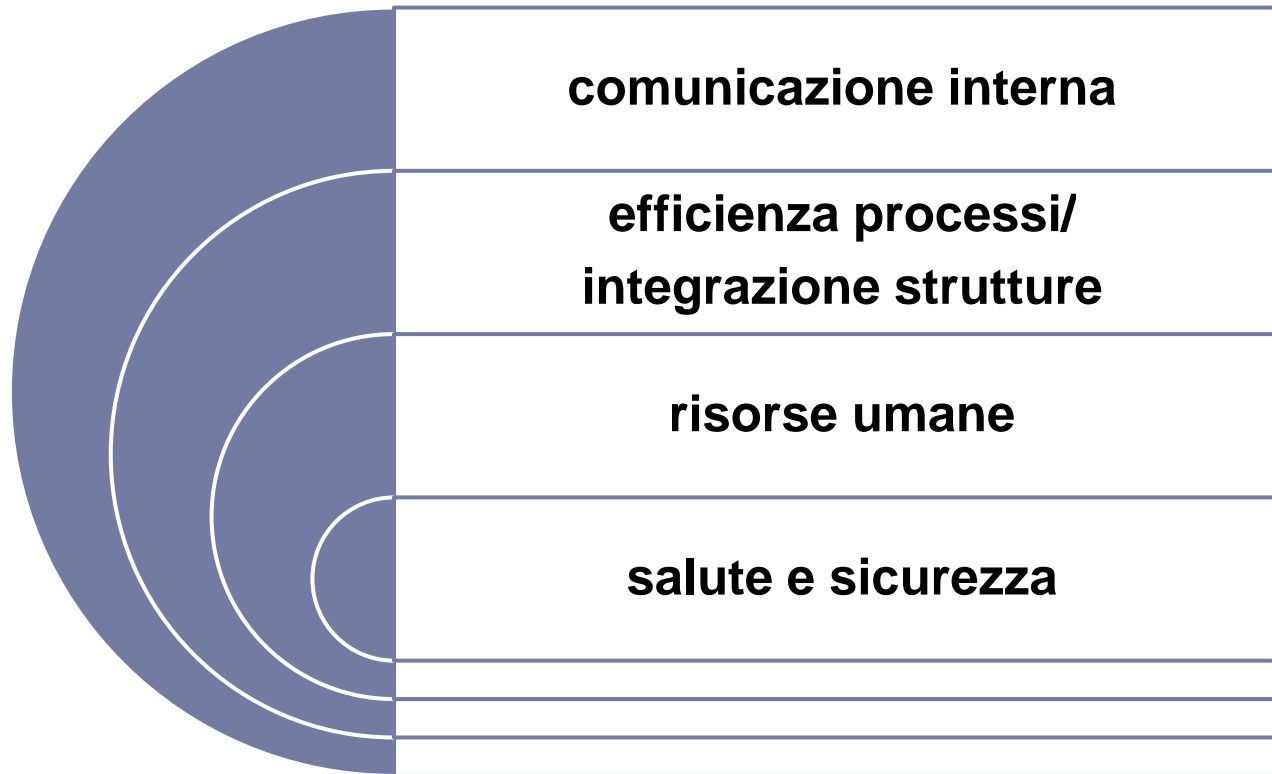 comunicazione interna
efficienza processi/
integrazione strutture
risorse umane
salute e sicurezza